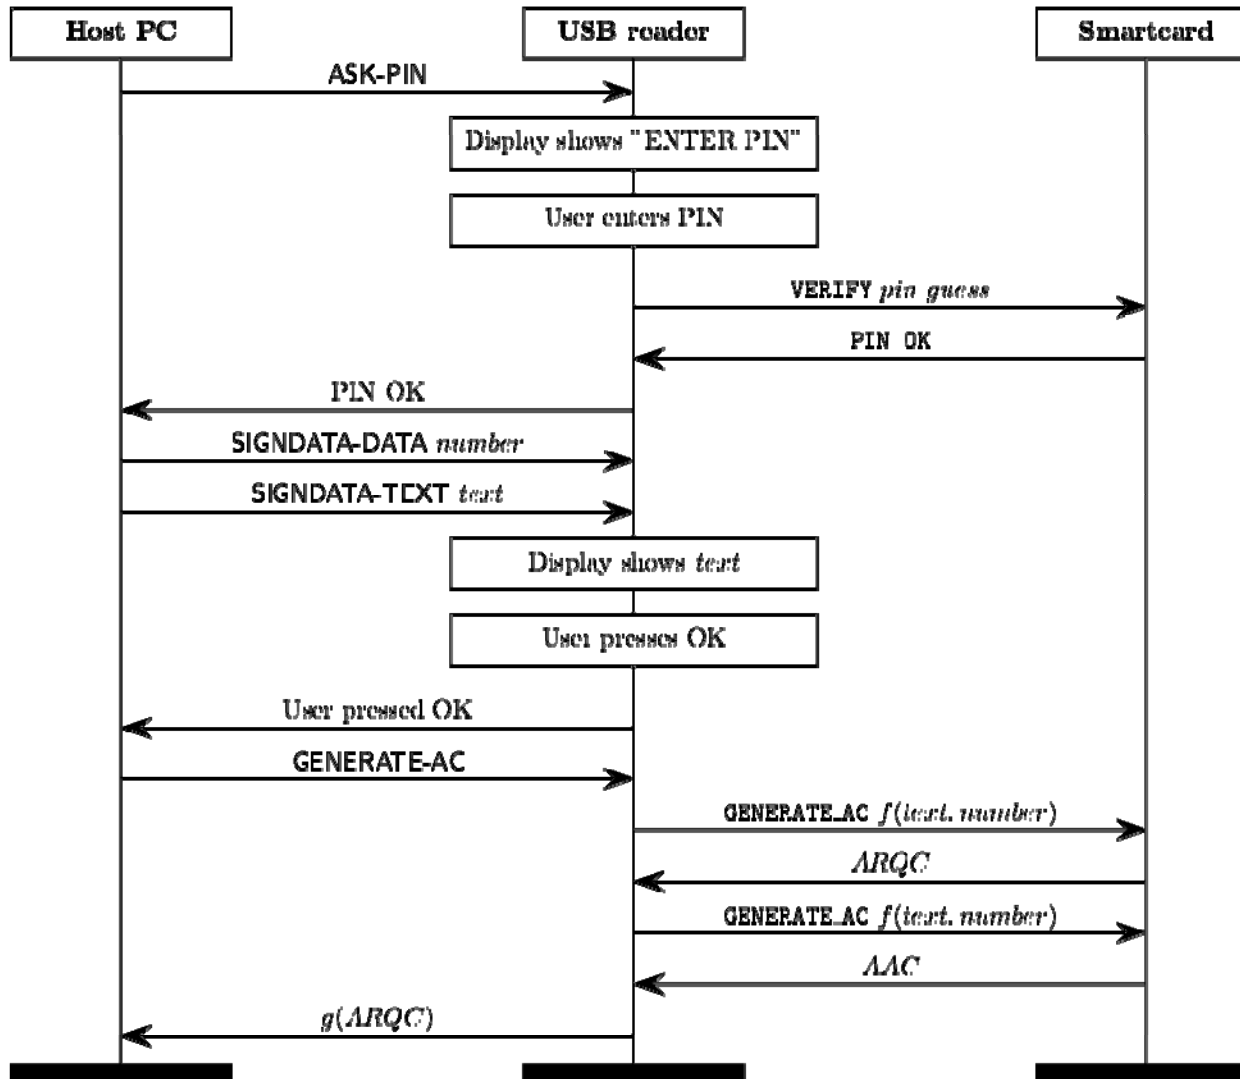 Host PC
USB reader
Smartcard
ASK-PIN
Display shows "ENTER PIN"
User enters PIN
VERIFY pin guess
PIN OK
PIN OK
SIGNDATA-DATA number
SIGNDATA-TEXT text
Display shows text
User presses OK
User pressed OK
GENERATE-AC
GENERATE_AC f(text, number)
ARQC
GENERATE_AC f(text, number)
AAC
g(ARQC)